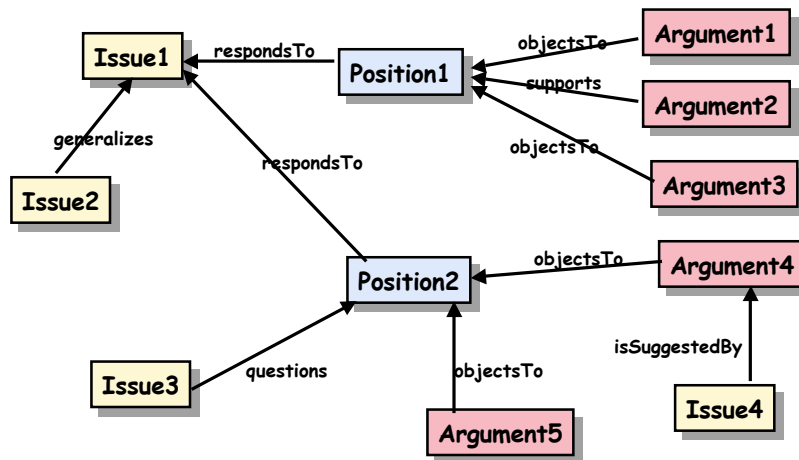 Issue1
respondsTo
Position1
objectsTo
Argument1
supports
Argument2
generalizes
respondsTo
objectsTo
Argument3
Issue2
Position2
objectsTo
Argument4
isSuggestedBy
Issue3
questions
objectsTo
Issue4
Argument5